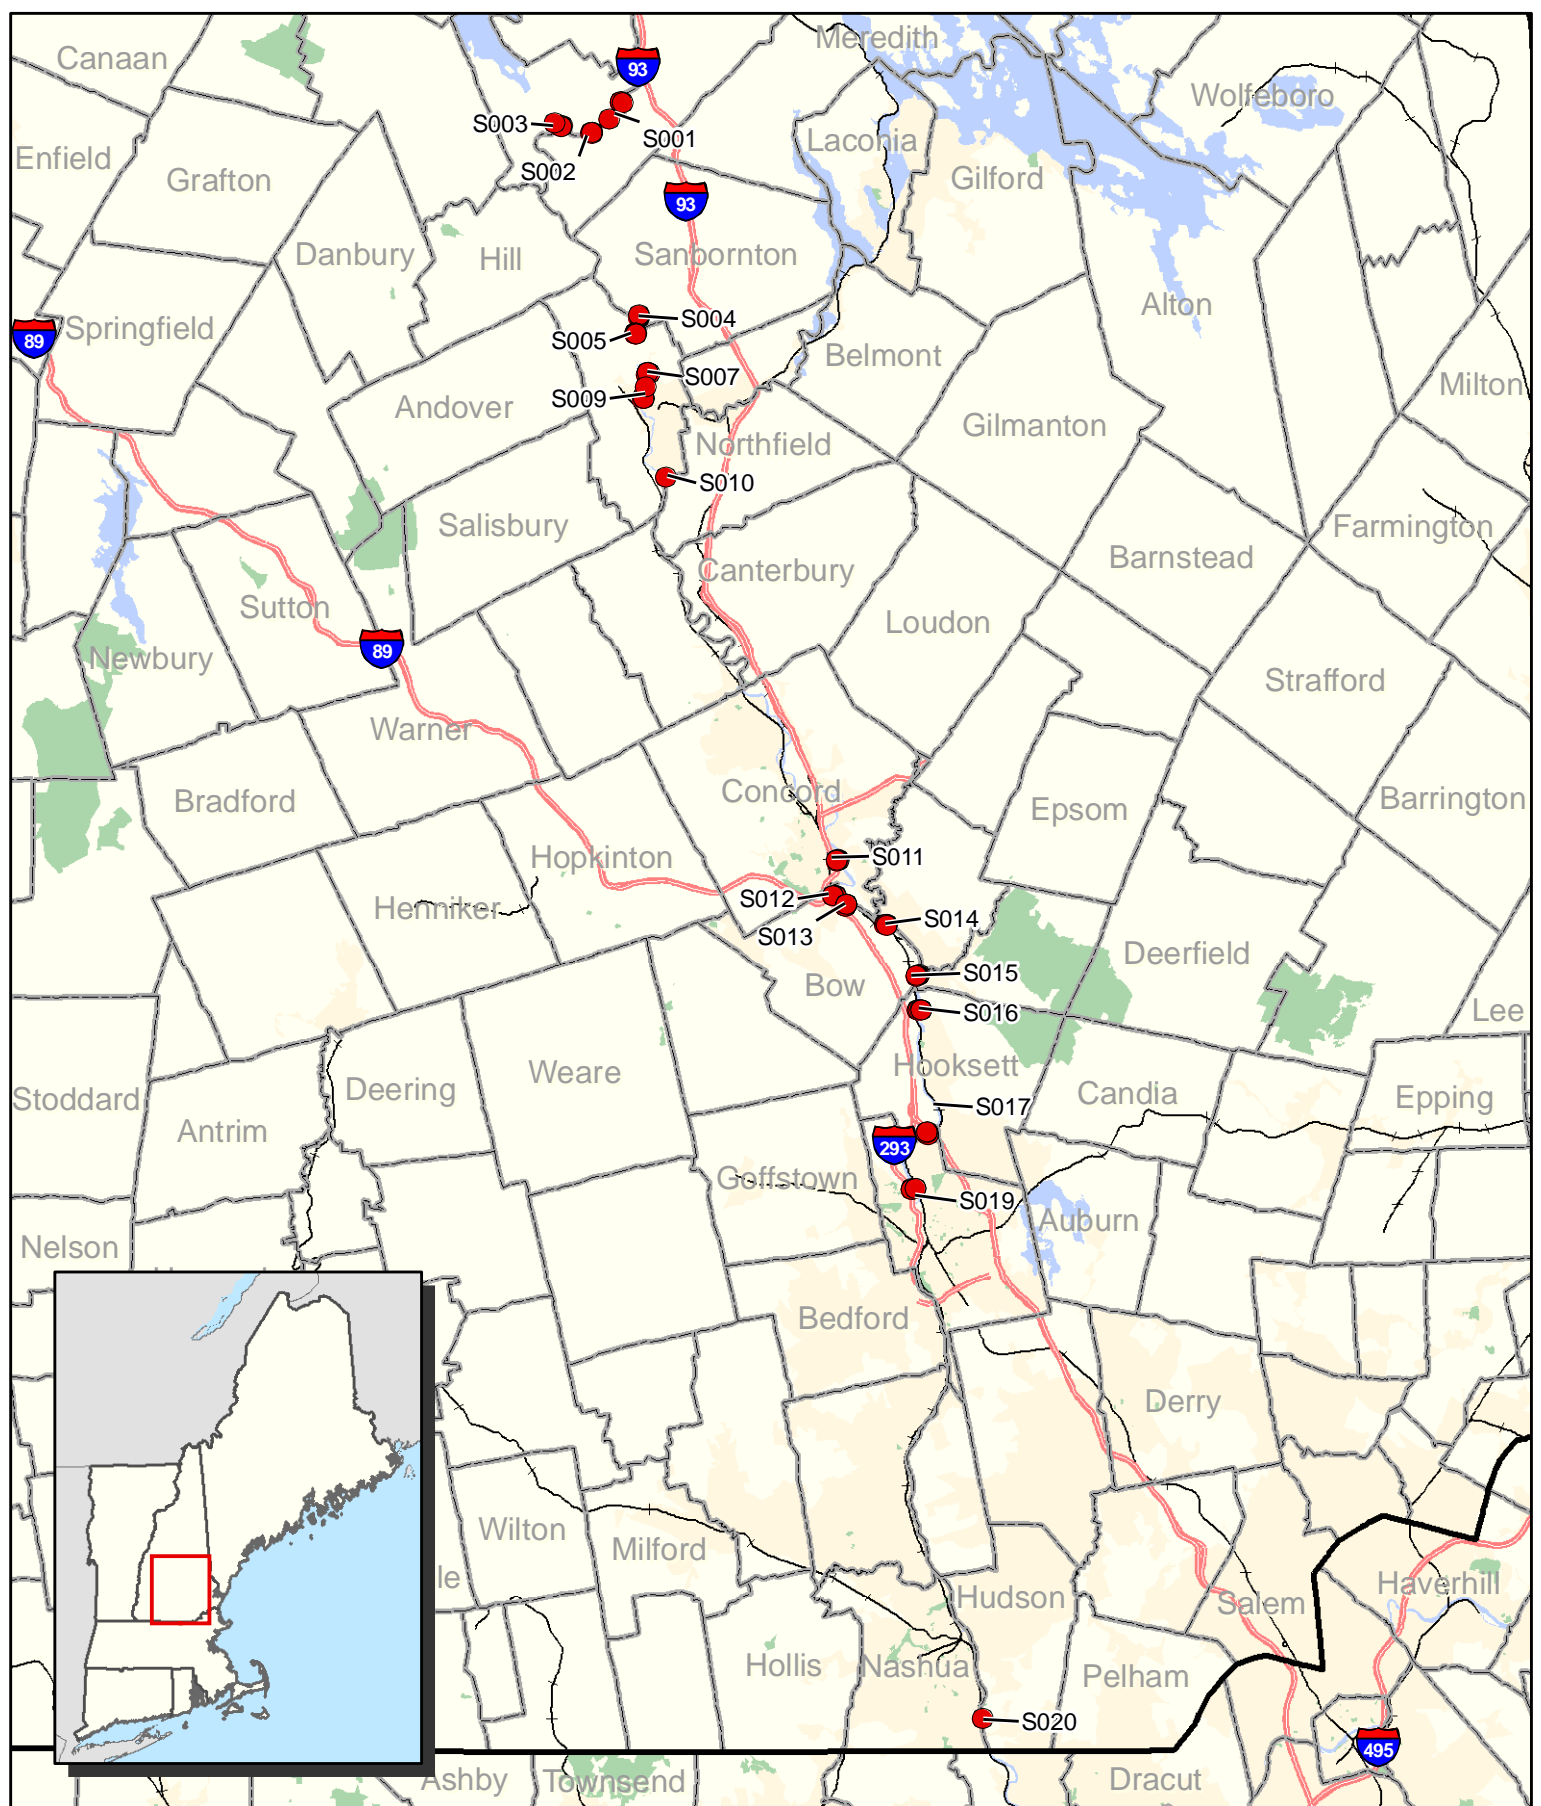 Meredith
Canaan
93
Wolfeboro
S003
S001
Laconia
Enfield
S002
Grafton
Gilford
93
Danbury
Hill
Sanbornton
Alton
S004
Springfield
89
S005
Belmont
S007
Milton
S009
Andover
Gilmanton
Northfield
S010
Salisbury
Farmington
Barnstead
Canterbury
Sutton
Loudon
89
Newbury
Strafford
Warner
Concord
Bradford
Epsom
Barrington
S011
Hopkinton
S012
Henniker
S014
S013
Deerfield
S015
Bow
S016
Lee
Hooksett
Weare
Deering
Candia
Stoddard
S017
Epping
Antrim
293
Goffstown
S019
Auburn
Nelson
Bedford
Derry
Wilton
Milford
le
Haverhill
Hudson
Salem
Hollis
Nashua
Pelham
S020
495
Ashby
Townsend
Dracut